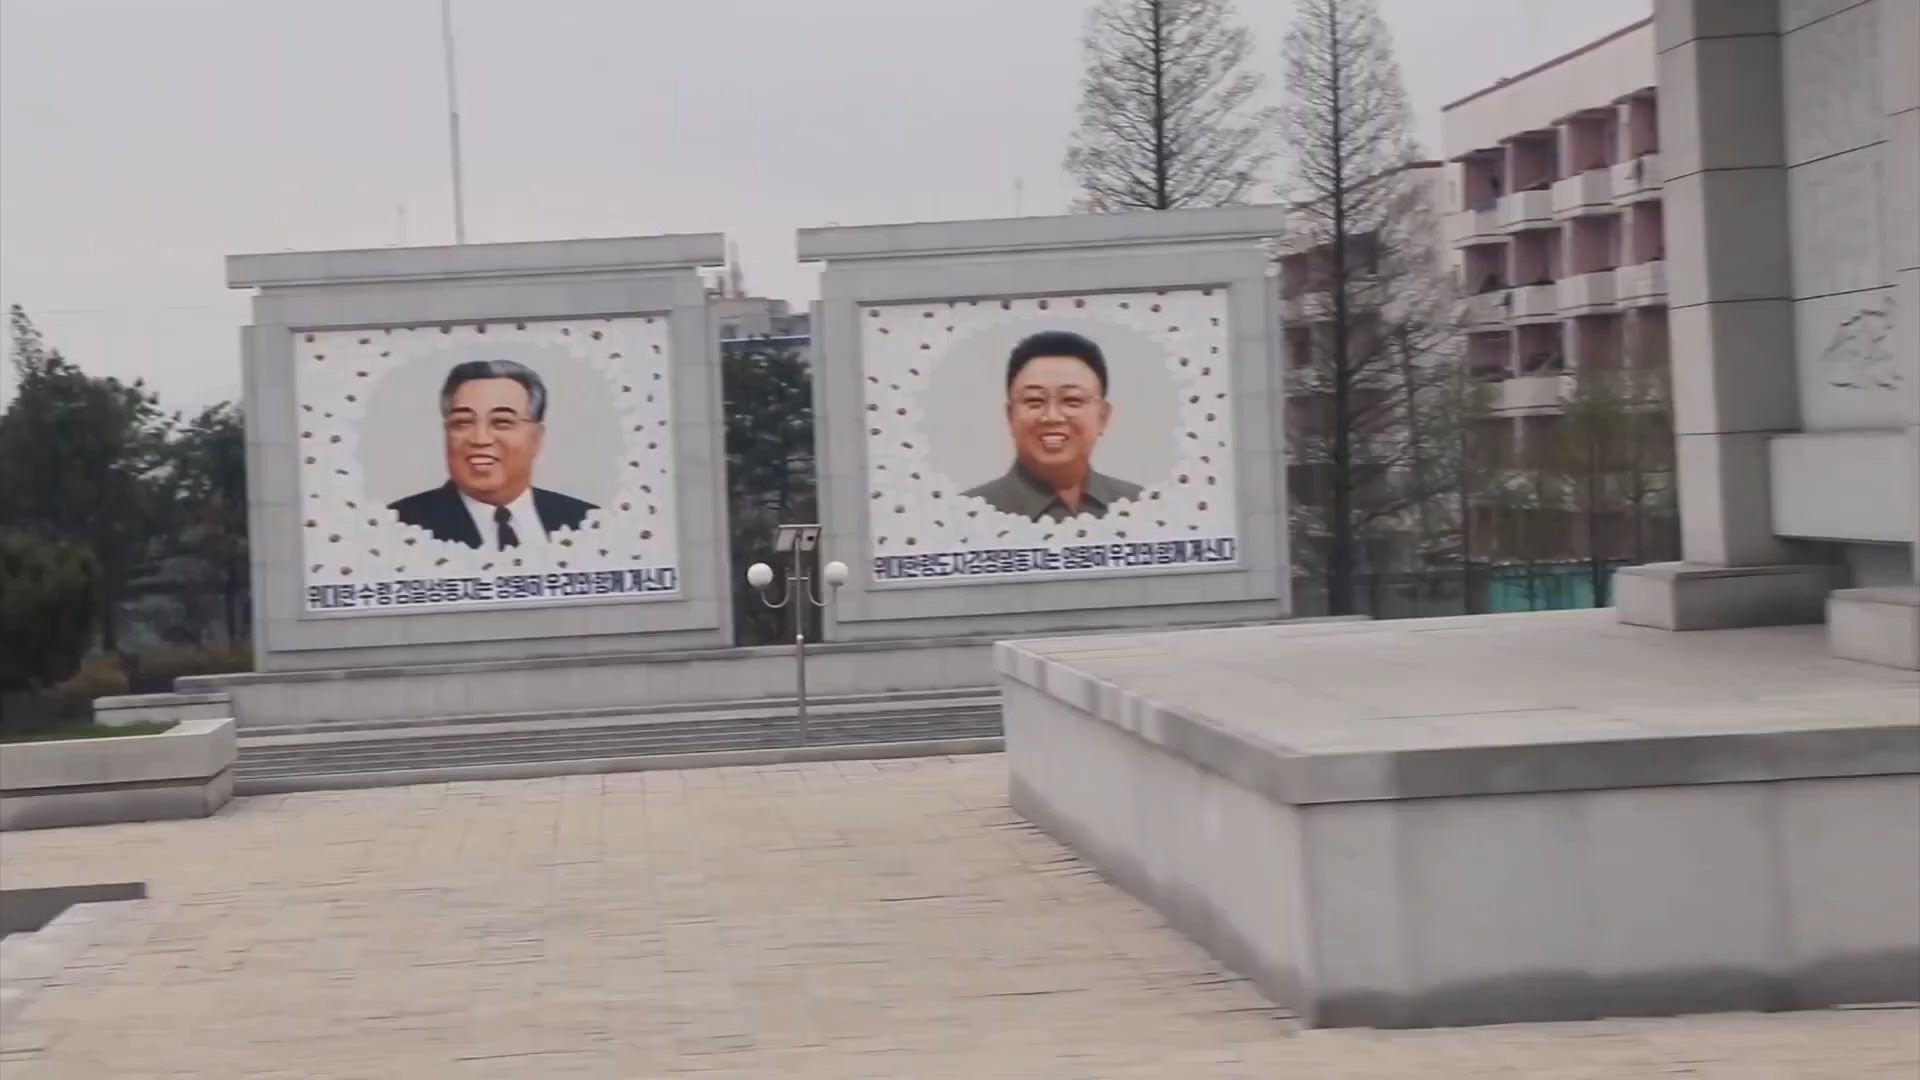 위대한 수령 김일성동지는 영원히 우리와 함께 계신다
위대한 령도자 김정일동지는 영원히 우리와 함께 계신다